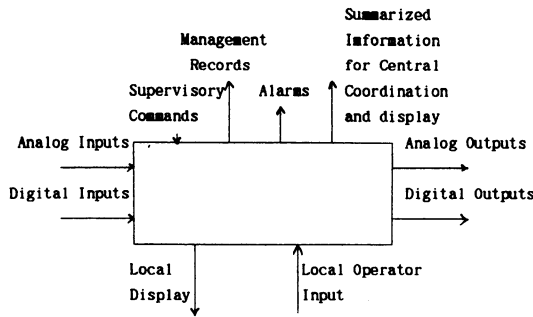 Summarized
Management Imformation
Records for Central
Supervisory Alarms Coordination
Commands and display
Analog Inputs Analog Outputs
Digital Inputs Digital Outputs
Local Local Operator
Display Input